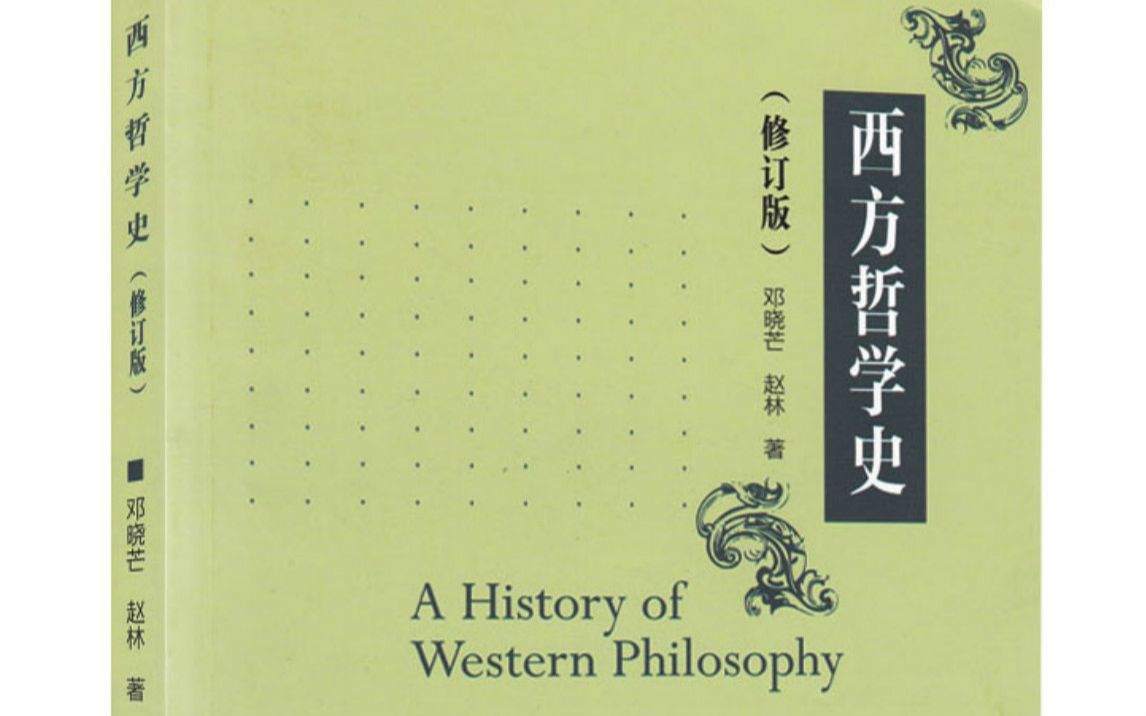 西方哲学史
（修订版）
邓晓芒 赵林 著
A History of
Western Philosophy
西方哲学史（修订版）
■邓晓芒 赵林 著